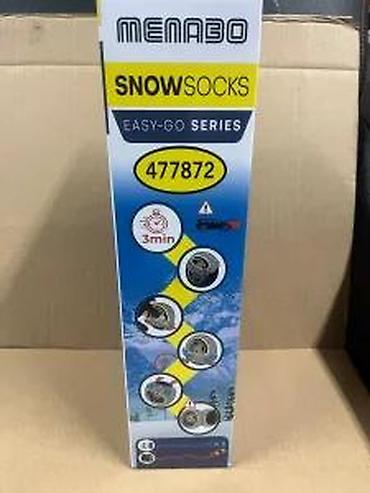 MENABO
SNOWSOCKS
EASY-GO SERIES
477872
3min